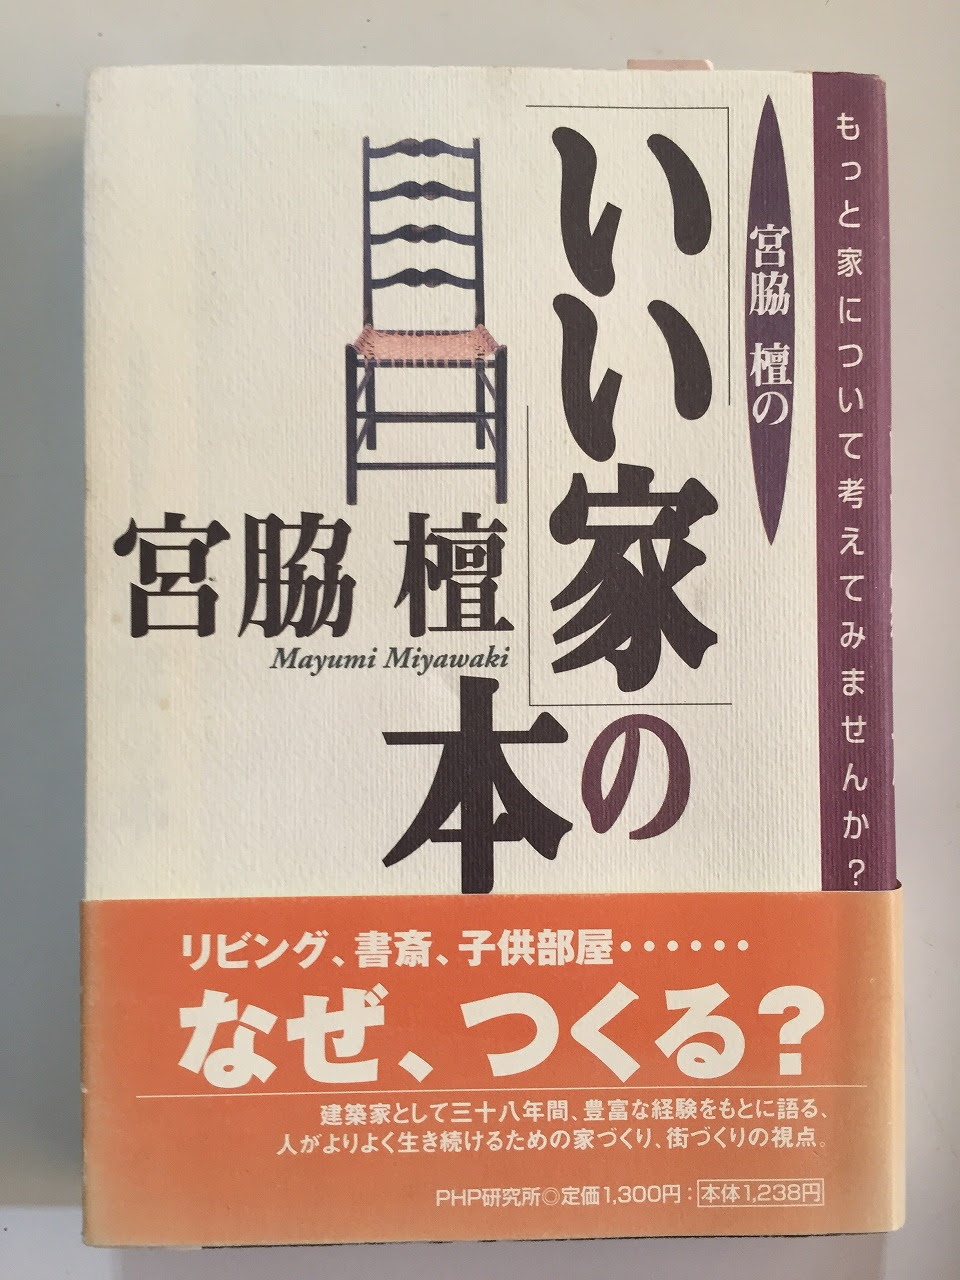 もっと家について考えてみませんか?
宮脇 檀の
「いい家」の
本
宮脇 檀
Mayumi Miyawaki
リビング、書斎、子供部屋・・・・・・
なぜ、つくる?
建築家として三十八年間、豊富な経験をもとに語る、
人がよりよく生き続けるための家づくり、街づくりの視点。
PHP研究所◎定価1,300円:本体1,238円